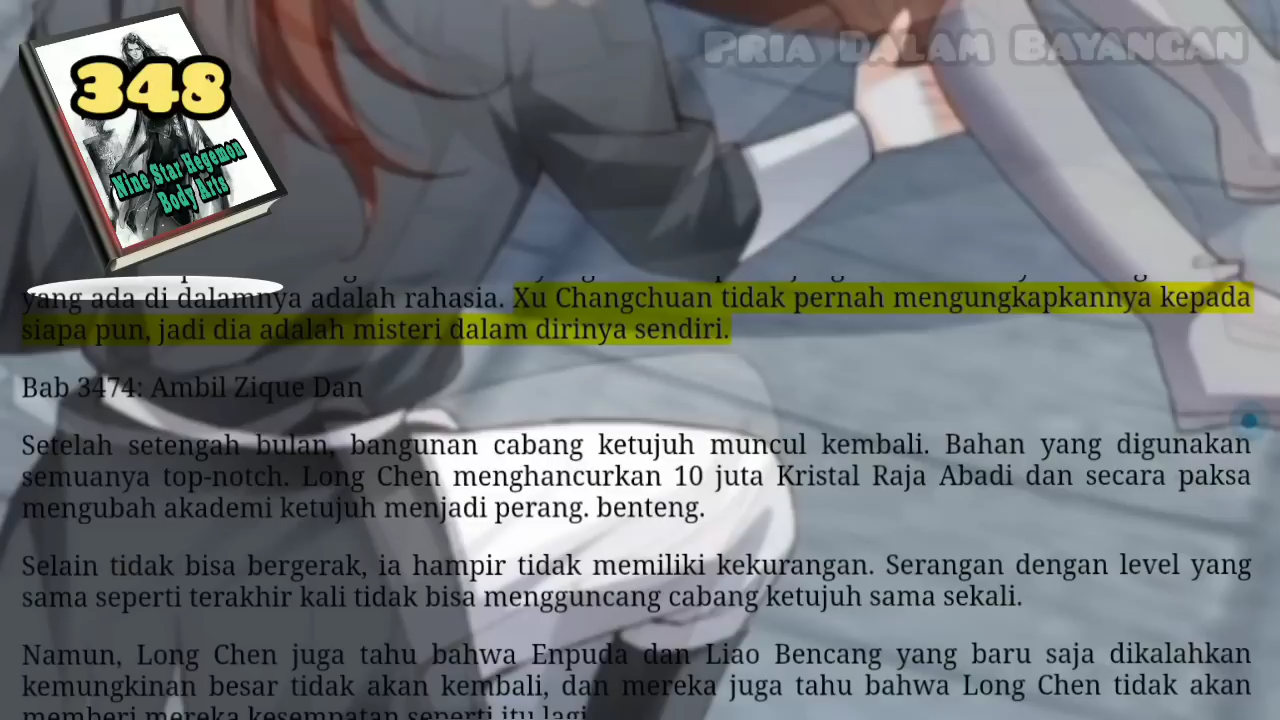 348
Nine Star Hegemon
Body Arts
PRIA DALAM BAYANGAN
yang ada di dalamnya adalah rahasia. Xu Changchuan tidak pernah mengungkapkannya kepada
siapa pun, jadi dia adalah misteri dalam dirinya sendiri.
Bab 3474: Ambil Zique Dan
Setelah setengah bulan, bangunan cabang ketujuh muncul kembali. Bahan yang digunakan
semuanya top-notch. Long Chen menghancurkan 10 juta Kristal Raja Abadi dan secara paksa
mengubah akademi ketujuh menjadi perang. benteng.
Selain tidak bisa bergerak, ia hampir tidak memiliki kekurangan. Serangan dengan level yang
sama seperti terakhir kali tidak bisa mengguncang cabang ketujuh sama sekali.
Namun, Long Chen juga tahu bahwa Enpuda dan Liao Bencang yang baru saja dikalahkan
kemungkinan besar tidak akan kembali, dan mereka juga tahu bahwa Long Chen tidak akan
memberi mereka kesempatan seperti itu lagi